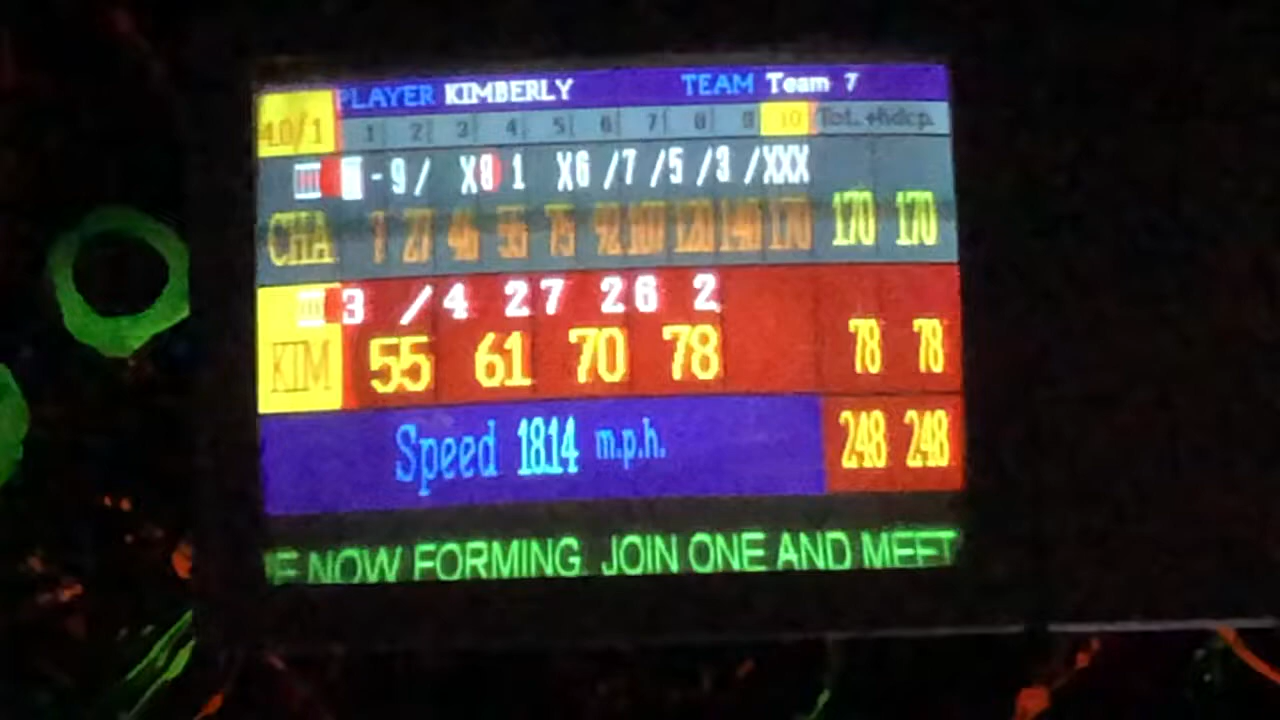 PLAYER KIMBERLY TEAM Team 7
10/1 1 2 3 4 5 6 7 8 9 10 Tot. +hdcp.
- 9 / X 8 1 X 6 / 7 / 5 / 3 / XXX
CHA 7 27 46 55 75 92 107 120 140 170 170 170
3 / 4 2 7 2 6 2
KIM 55 61 70 78 78 78
Speed 18.14 m.p.h. 248 248
E NOW FORMING. JOIN ONE AND MEET